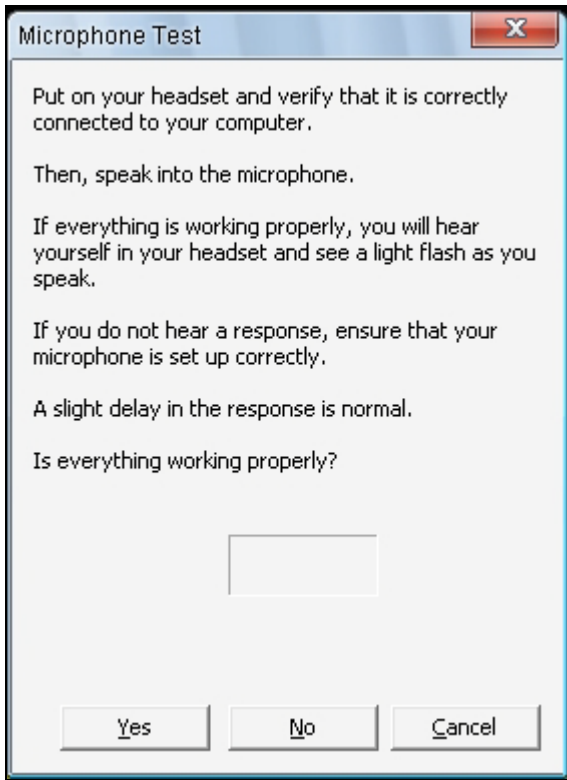 Microphone Test
Put on your headset and verify that it is correctly
connected to your computer.
Then, speak into the microphone.
If everything is working properly, you will hear
yourself in your headset and see a light flash as you
speak.
If you do not hear a response, ensure that your
microphone is set up correctly.
A slight delay in the response is normal.
Is everything working properly?
Yes No Cancel